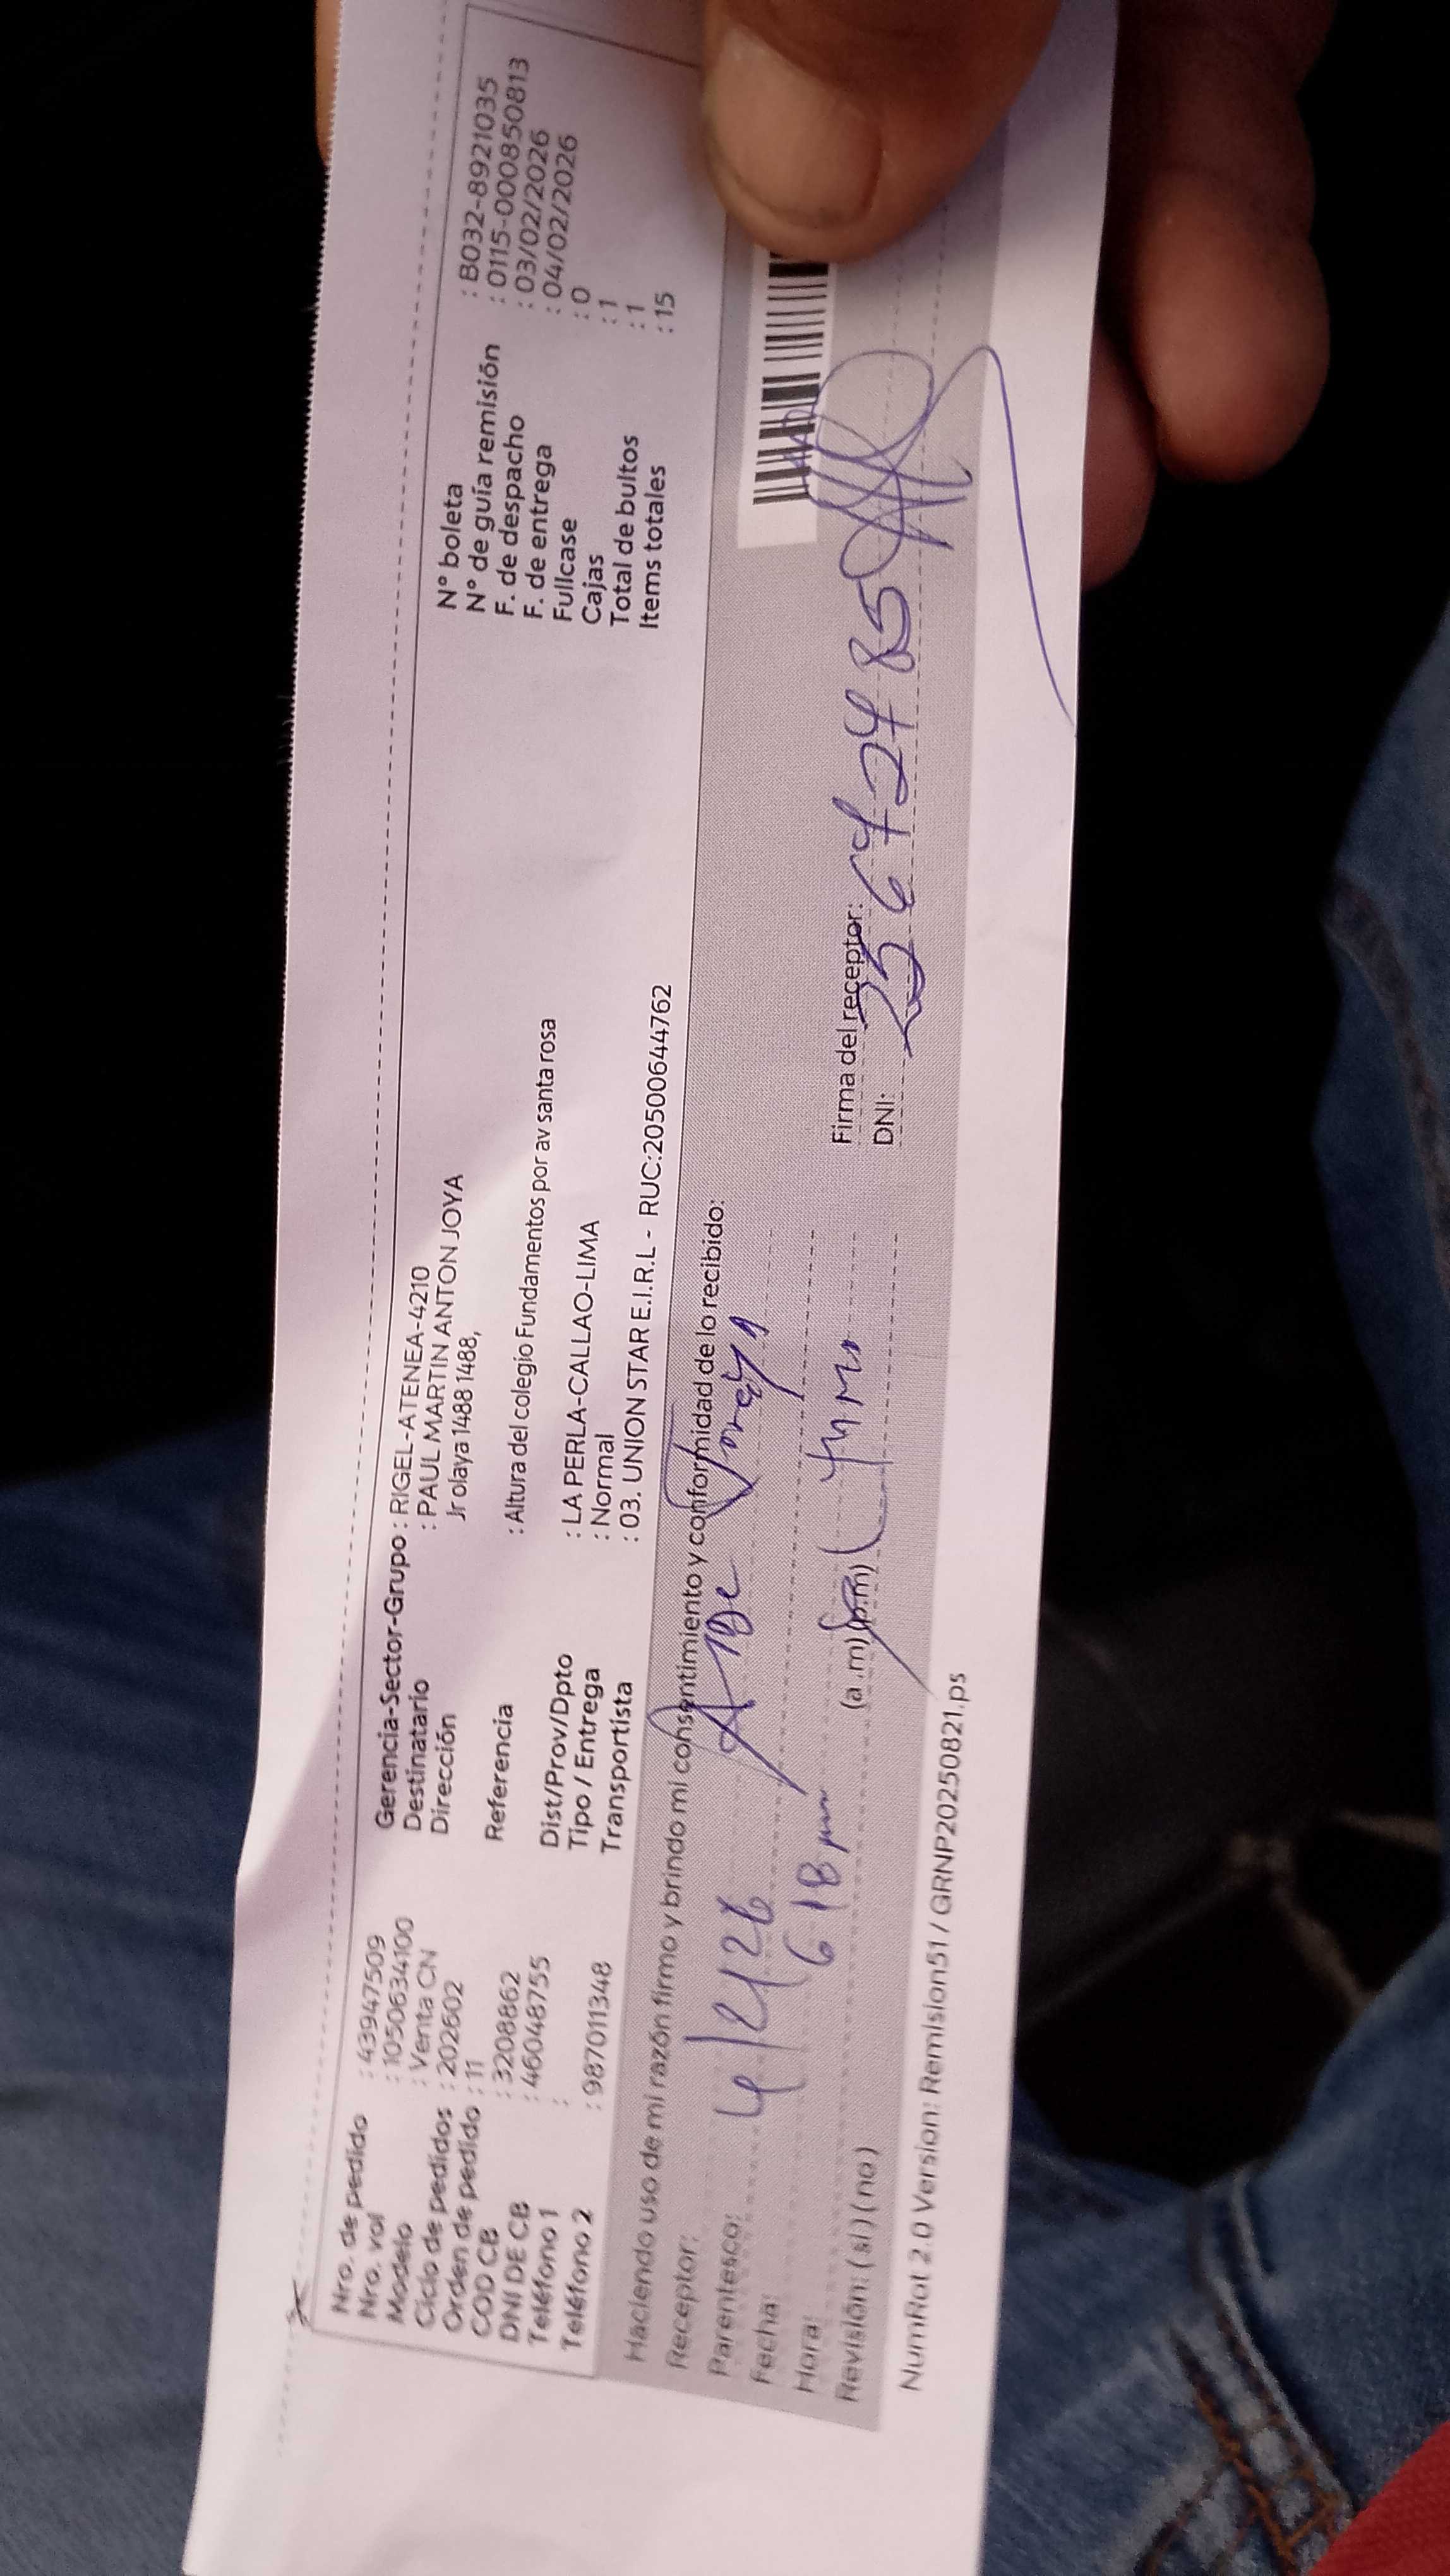 Nro. de pedido : 43947509
Nro. val : 1050634100
Modelo : Venta CN
Ciclo de pedidos : 202602
Orden de pedido : 11
COD CB : 3208862
DNI DE CB : 46048755
Teléfono 1 :
Teléfono 2 : 987011348
Gerencia-Sector-Grupo : RIGEL-ATENEA-4210
Destinatario : PAUL MARTIN ANTON JOYA
Dirección Jr olaya 1488 1488,
Referencia : Altura del colegio Fundamentos por av santa rosa
Dist/Prov/Dpto : LA PERLA-CALLAO-LIMA
Tipo / Entrega : Normal
Transportista : 03. UNION STAR E.I.R.L - RUC:20500644762
N° boleta : B032-8921035
N° de guía remisión : 0115-000850813
F. de despacho : 03/02/2026
F. de entrega : 04/02/2026
Fullcase : 0
Cajas : 1
Total de bultos : 1
Items totales : 15
Haciendo uso de mi razón firmo y brindo mi consentimiento y conformidad de lo recibido:
Receptor:
Parentesco:
Fecha: 4/2/26
Hora: 6 18 pm (a.m) (p.m)
Revisión: (si) (no)
Firma del receptor:
DNI: 25672785
NumRot 2.0 Version: Remision51 / GRNP20250821.ps